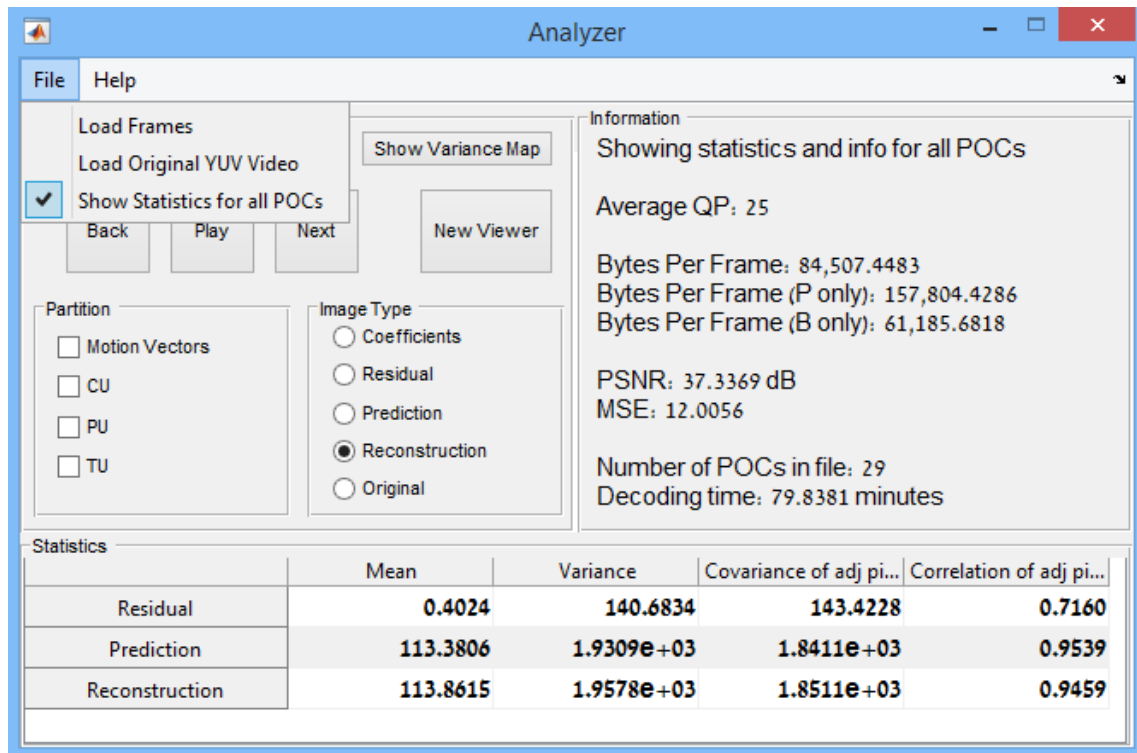 Analyzer
File Help
Load Frames
Load Original YUV Video
Show Statistics for all POCs
Show Variance Map
Back Play Next New Viewer
Partition
Motion Vectors
CU
PU
TU
Image Type
Coefficients
Residual
Prediction
Reconstruction
Original
Information
Showing statistics and info for all POCs
Average QP: 25
Bytes Per Frame: 84,507.4483
Bytes Per Frame (P only): 157,804.4286
Bytes Per Frame (B only): 61,185.6818
PSNR: 37.3369 dB
MSE: 12.0056
Number of POCs in file: 29
Decoding time: 79.8381 minutes
Statistics
Mean Variance Covariance of adj pi... Correlation of adj pi...
Residual 0.4024 140.6834 143.4228 0.7160
Prediction 113.3806 1.9309e+03 1.8411e+03 0.9539
Reconstruction 113.8615 1.9578e+03 1.8511e+03 0.9459